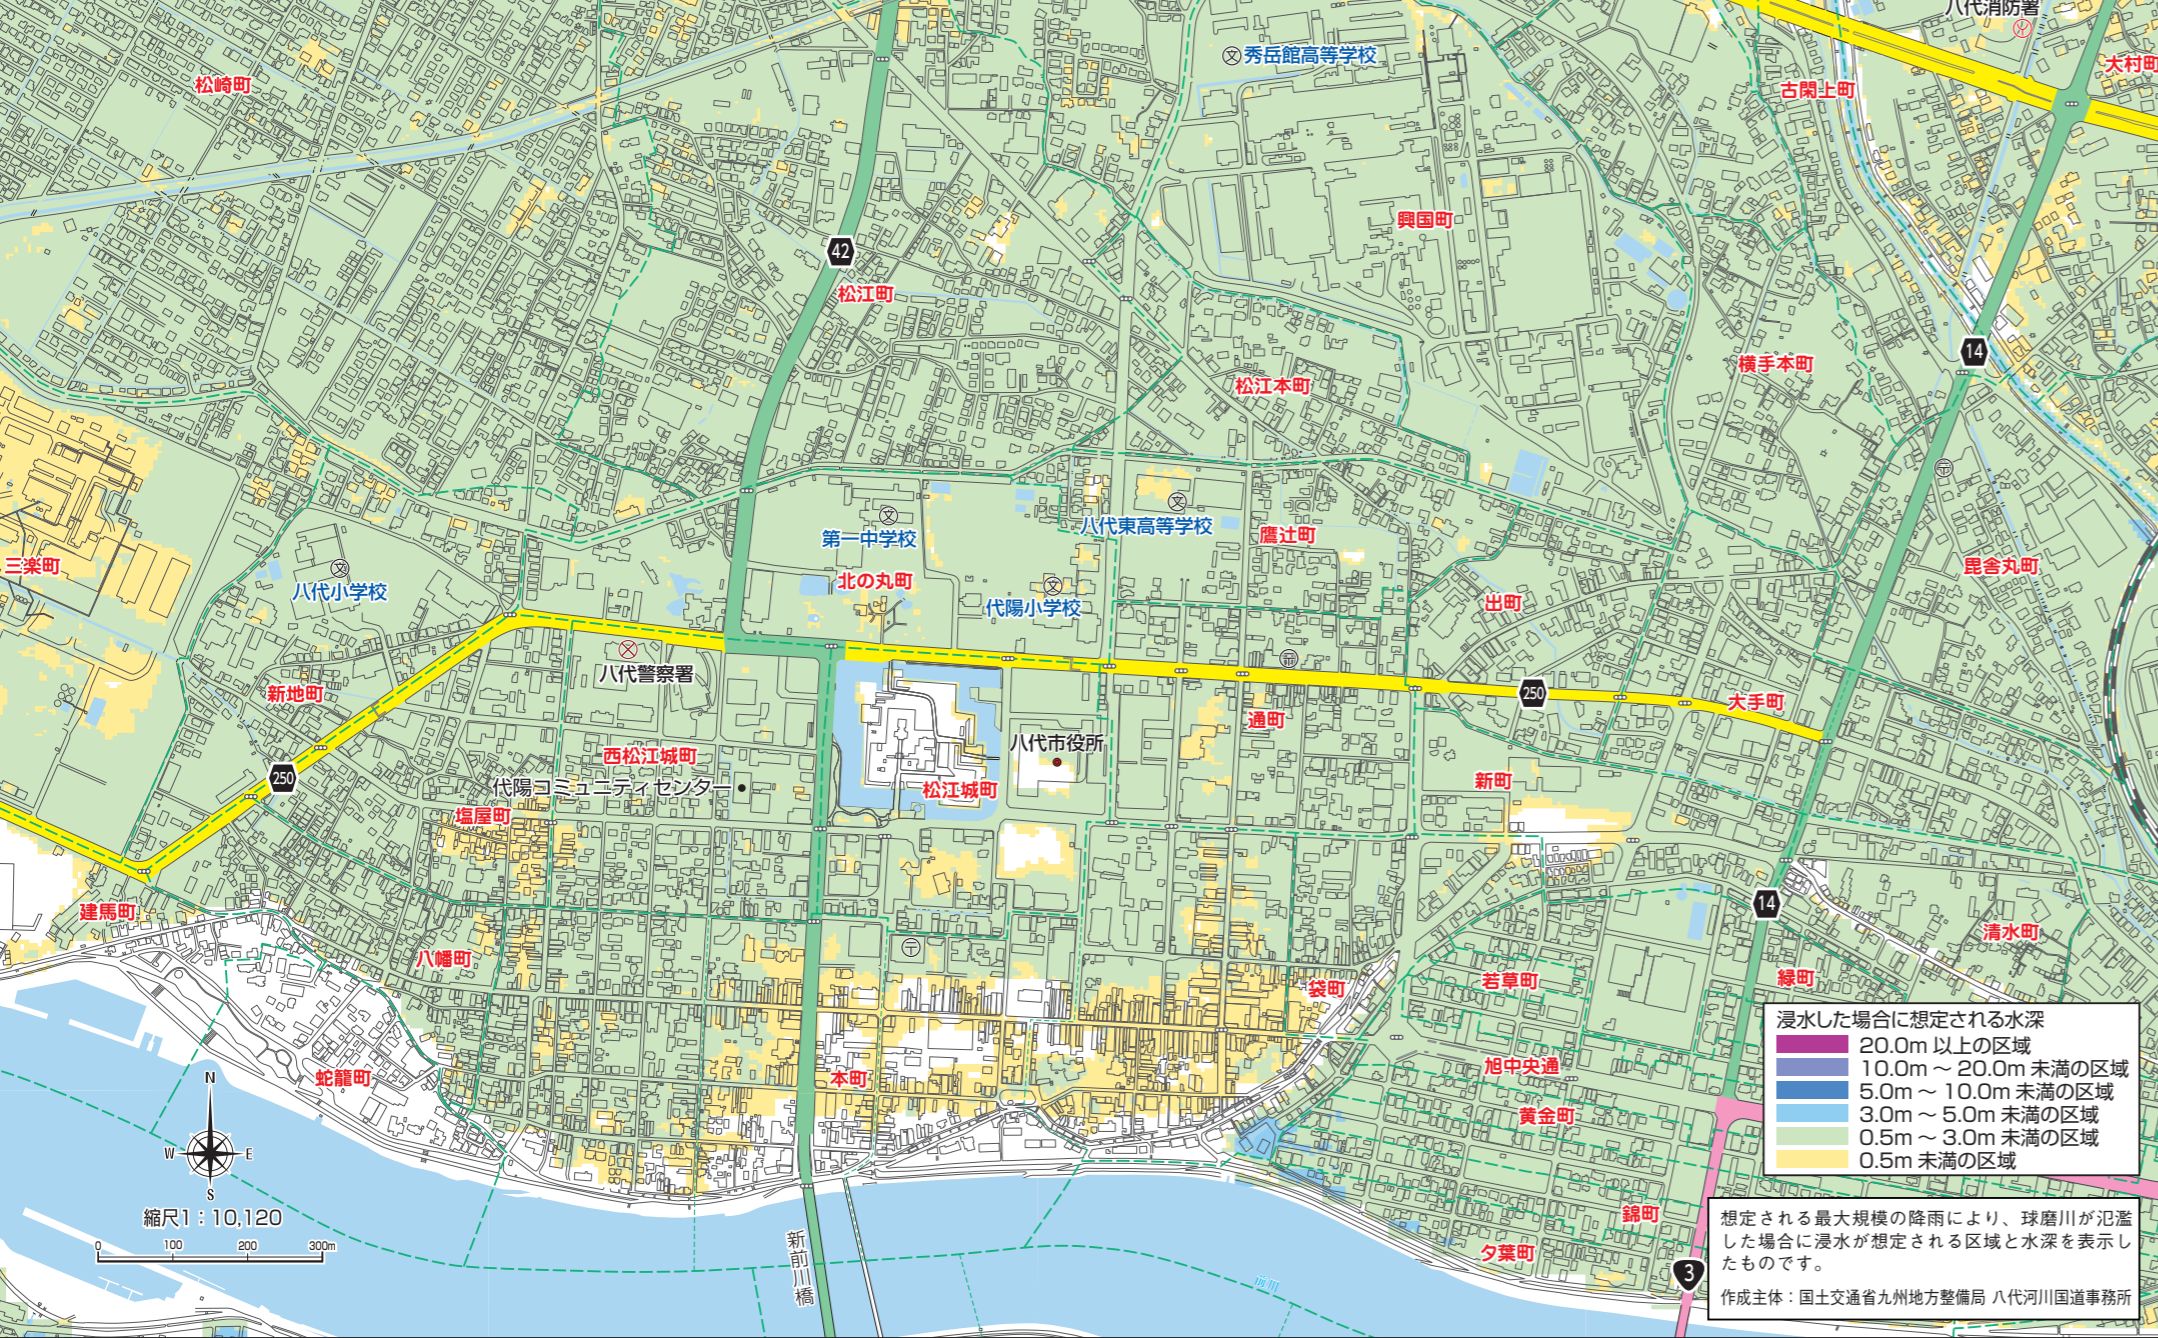 八代消防署
秀岳館高等学校
大村町
松崎町
古閑上町
興国町
42
松江町
14
横手本町
松江本町
八代東高等学校
第一中学校
鷹辻町
三楽町
八代小学校
北の丸町
代陽小学校
出町
毘舎丸町
八代警察署
新地町
250
大手町
通町
西松江城町
八代市役所
250
代陽コミュニティセンター
松江城町
新町
塩屋町
14
建馬町
八幡町
清水町
若草町
緑町
袋町
蛇籠町
本町
旭中央通
黄金町
錦町
夕葉町
新前川橋
前川
3
N
W E
S
縮尺1：10,120
0 100 200 300m
浸水した場合に想定される水深
20.0m 以上の区域
10.0m ～ 20.0m 未満の区域
5.0m ～ 10.0m 未満の区域
3.0m ～ 5.0m 未満の区域
0.5m ～ 3.0m 未満の区域
0.5m 未満の区域
想定される最大規模の降雨により、球磨川が氾濫
した場合に浸水が想定される区域と水深を表示し
たものです。
作成主体：国土交通省九州地方整備局 八代河川国道事務所